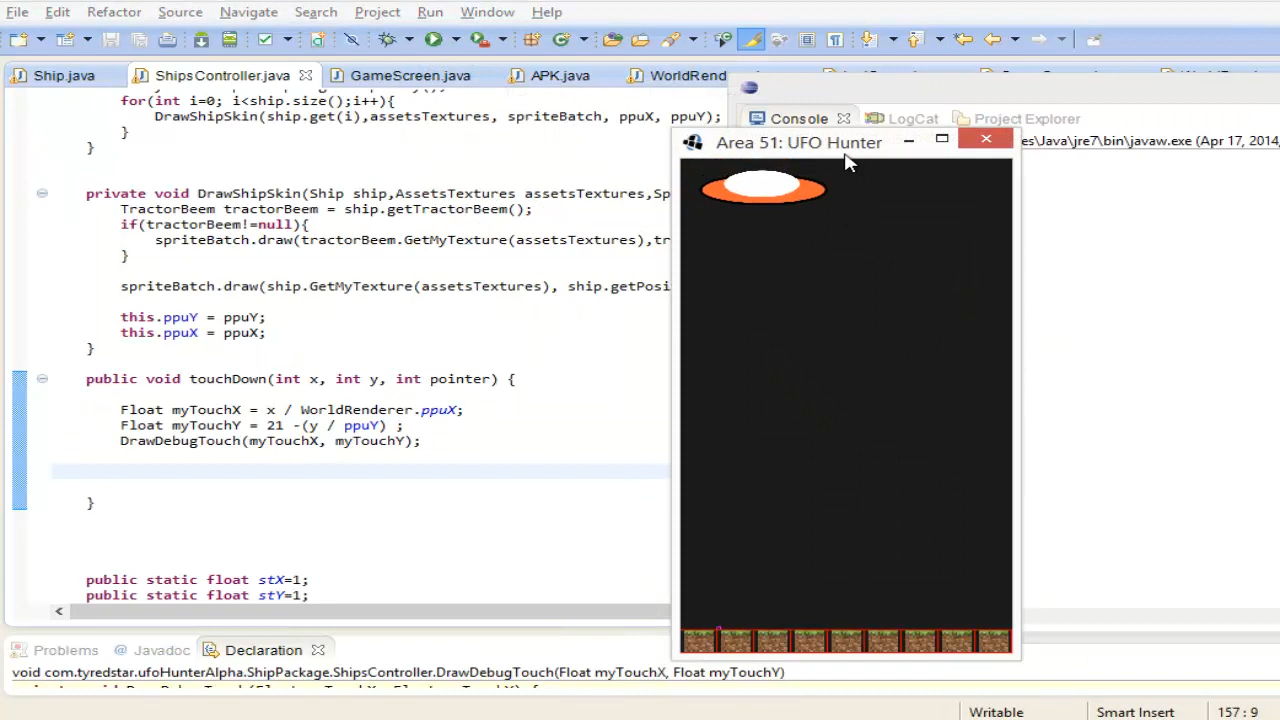 File Edit Refactor Source Navigate Search Project Run Window Help
Ship.java ShipsController.java GameScreen.java APK.java WorldRend
for(int i=0; i<ship.size();i++){
DrawShipSkin(ship.get(i),assetsTextures, spriteBatch, ppuX, ppuY);
}
}
private void DrawShipSkin(Ship ship,AssetsTextures assetsTextures,Sp
TractorBeem tractorBeem = ship.getTractorBeem();
if(tractorBeem!=null){
spriteBatch.draw(tractorBeem.GetMyTexture(assetsTextures),tr
}
spriteBatch.draw(ship.GetMyTexture(assetsTextures), ship.getPosi
this.ppuY = ppuY;
this.ppuX = ppuX;
}
public void touchDown(int x, int y, int pointer) {
Float myTouchX = x / WorldRenderer.ppuX;
Float myTouchY = 21 -(y / ppuY) ;
DrawDebugTouch(myTouchX, myTouchY);
}
public static float stX=1;
public static float stY=1;
Console LogCat Project Explorer
es\Java\jre7\bin\javaw.exe (Apr 17, 2014,
Area 51: UFO Hunter
Problems @ Javadoc Declaration
void com.tyredstar.ufoHunterAlpha.ShipPackage.ShipsController.DrawDebugTouch(Float myTouchX, Float myTouchY)
Writable Smart Insert 157 : 9